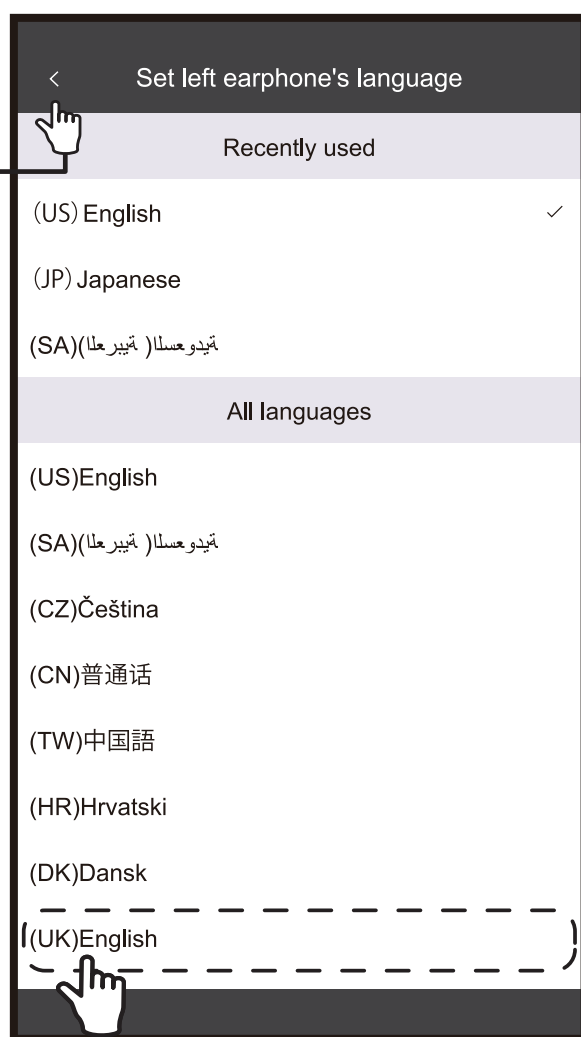 < Set left earphone's language
Recently used
(US) English
(JP) Japanese
ةيدوعسلا( ةيبرعلا)(SA)
All languages
(US)English
ةيدوعسلا( ةيبرعلا)(SA)
(CZ)Čeština
(CN)普通话
(TW)中国語
(HR)Hrvatski
(DK)Dansk
(UK)English